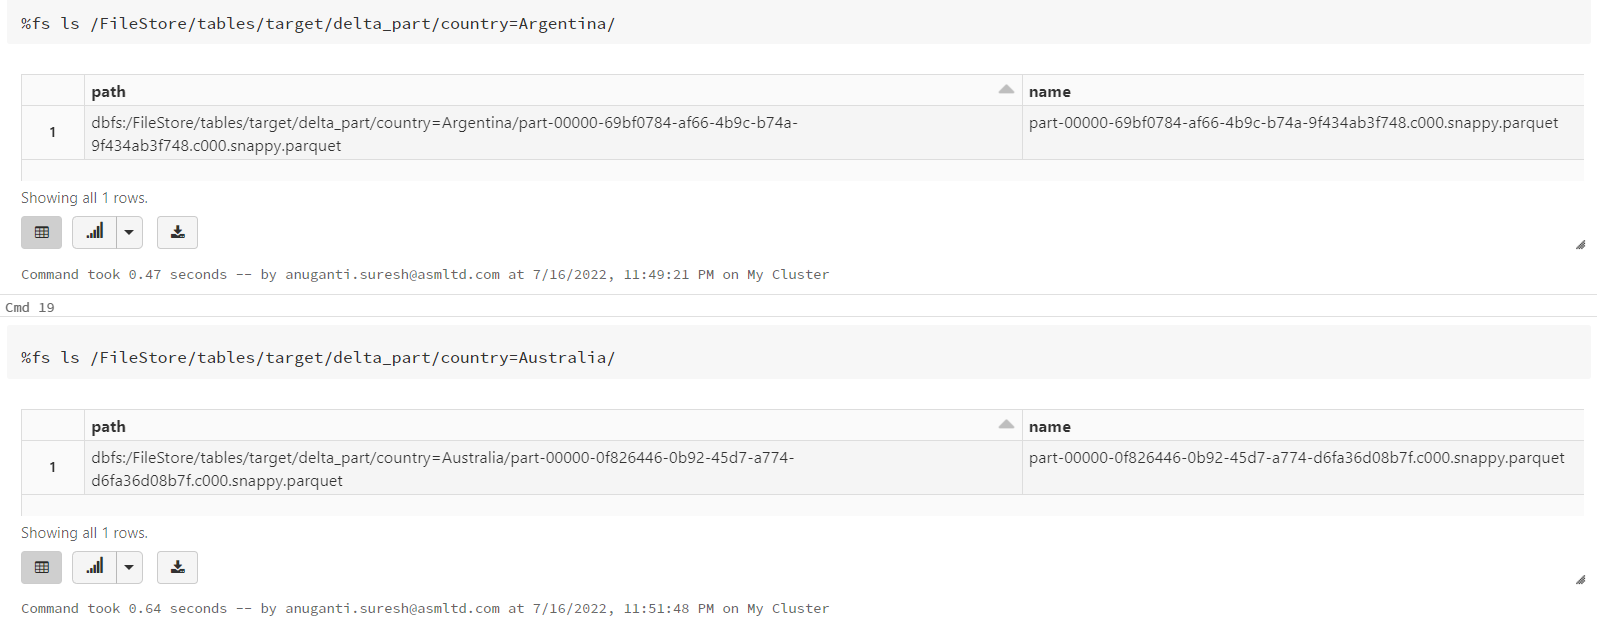 %fs ls /FileStore/tables/target/delta_part/country=Argentina/
path name
1 dbfs:/FileStore/tables/target/delta_part/country=Argentina/part-00000-69bf0784-af66-4b9c-b74a- part-00000-69bf0784-af66-4b9c-b74a-9f434ab3f748.c000.snappy.parquet
9f434ab3f748.c000.snappy.parquet
Showing all 1 rows.
Command took 0.47 seconds -- by anuganti.suresh@asmltd.com at 7/16/2022, 11:49:21 PM on My Cluster
Cmd 19
%fs ls /FileStore/tables/target/delta_part/country=Australia/
path name
1 dbfs:/FileStore/tables/target/delta_part/country=Australia/part-00000-0f826446-0b92-45d7-a774- part-00000-0f826446-0b92-45d7-a774-d6fa36d08b7f.c000.snappy.parquet
d6fa36d08b7f.c000.snappy.parquet
Showing all 1 rows.
Command took 0.64 seconds -- by anuganti.suresh@asmltd.com at 7/16/2022, 11:51:48 PM on My Cluster